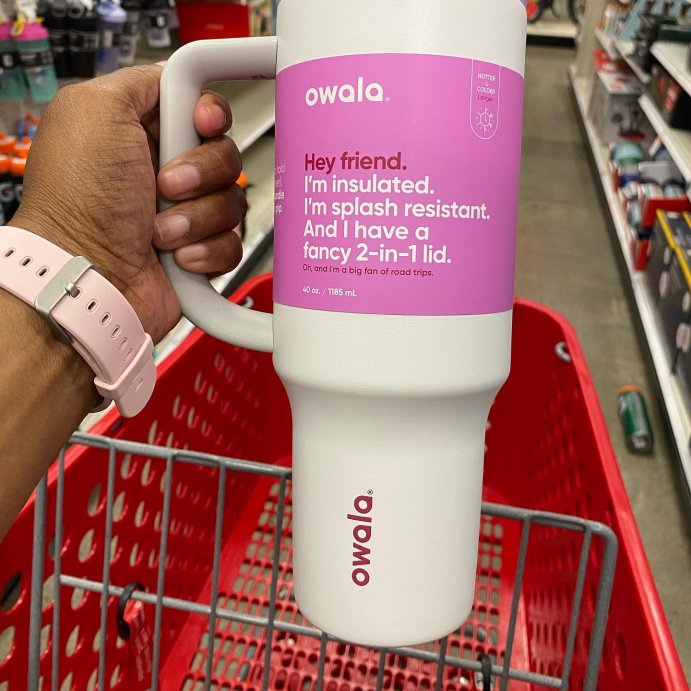 owala®
HOTTER
&
COLDER
Longer
Hey friend.
I'm insulated.
I'm splash resistant.
And I have a
fancy 2-in-1 lid.
Oh, and I'm a big fan of road trips.
40 oz. / 1185 mL
owala®